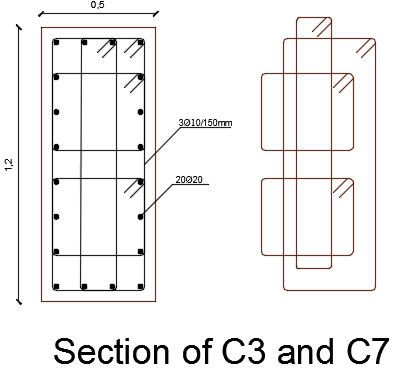 0,5
1,2
3Ø10/150mm
20Ø20
Section of C3 and C7